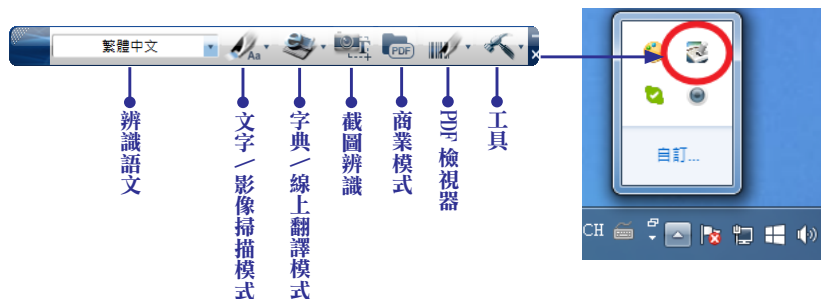 繁體中文
Aa
T
PDF
辨識語文
文字/影像掃描模式
字典/線上翻譯模式
截圖辨識
商業模式
PDF 檢視器
工具
自訂...
CH